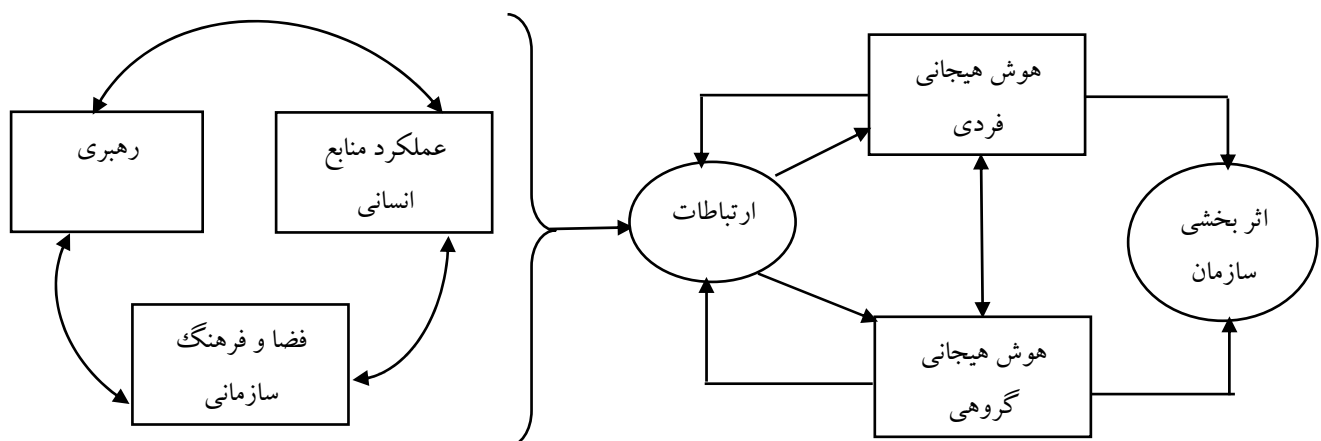 هوش هیجانی
فردی
رهبری
عملکرد منابع
انسانی
ارتباطات
اثر بخشی
سازمان
فضا و فرهنگ
سازمانی
هوش هیجانی
گروهی